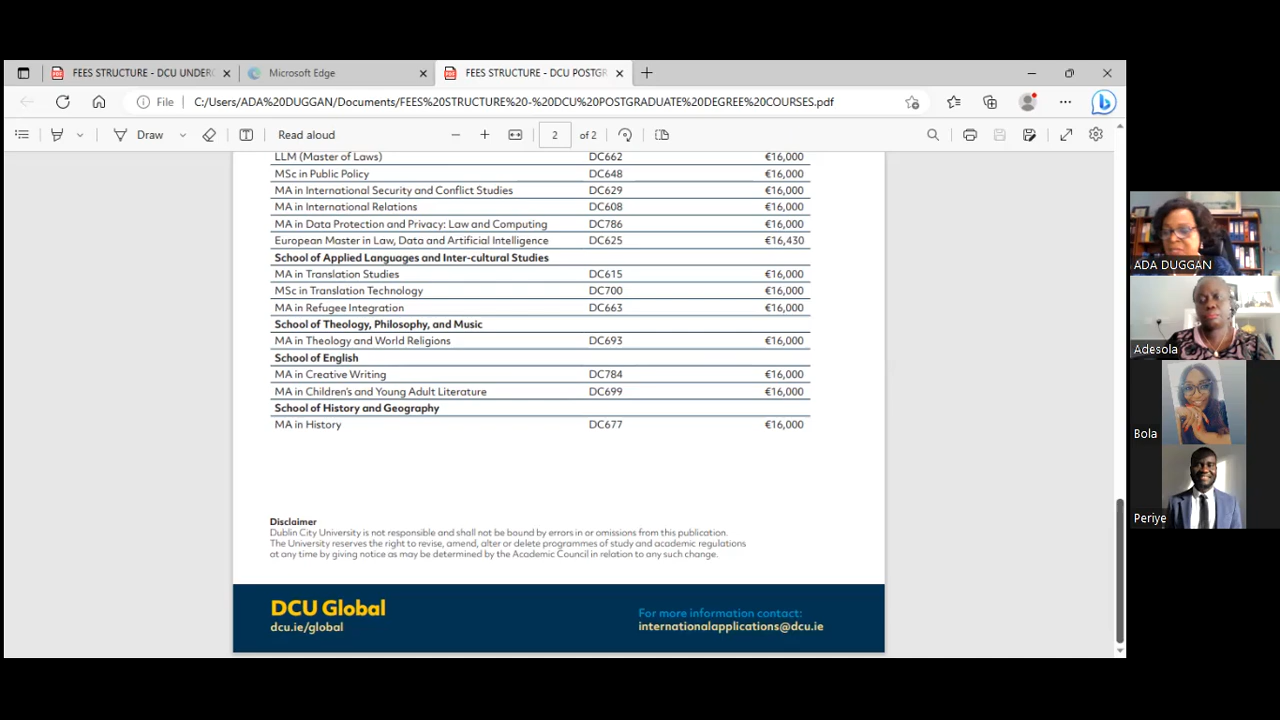 FEES STRUCTURE - DCU UNDERG
Microsoft Edge
FEES STRUCTURE - DCU POSTGR
File C:/Users/ADA%20DUGGAN/Documents/FEES%20STRUCTURE%20-%20DCU%20POSTGRADUATE%20DEGREE%20COURSES.pdf
Draw Read aloud 2 of 2
LLM (Master of Laws) DC662 €16,000
MSc in Public Policy DC648 €16,000
MA in International Security and Conflict Studies DC629 €16,000
MA in International Relations DC608 €16,000
MA in Data Protection and Privacy: Law and Computing DC786 €16,000
European Master in Law, Data and Artificial Intelligence DC625 €16,430
School of Applied Languages and Inter-cultural Studies
MA in Translation Studies DC615 €16,000
MSc in Translation Technology DC700 €16,000
MA in Refugee Integration DC663 €16,000
School of Theology, Philosophy, and Music
MA in Theology and World Religions DC693 €16,000
School of English
MA in Creative Writing DC784 €16,000
MA in Children's and Young Adult Literature DC699 €16,000
School of History and Geography
MA in History DC677 €16,000
Disclaimer
Dublin City University is not responsible and shall not be bound by errors in or omissions from this publication.
The University reserves the right to revise, amend, alter or delete programmes of study and academic regulations
at any time by giving notice as may be determined by the Academic Council in relation to any such change.
DCU Global
dcu.ie/global
For more information contact:
internationalapplications@dcu.ie
ADA DUGGAN
Adesola
Bola
Periye